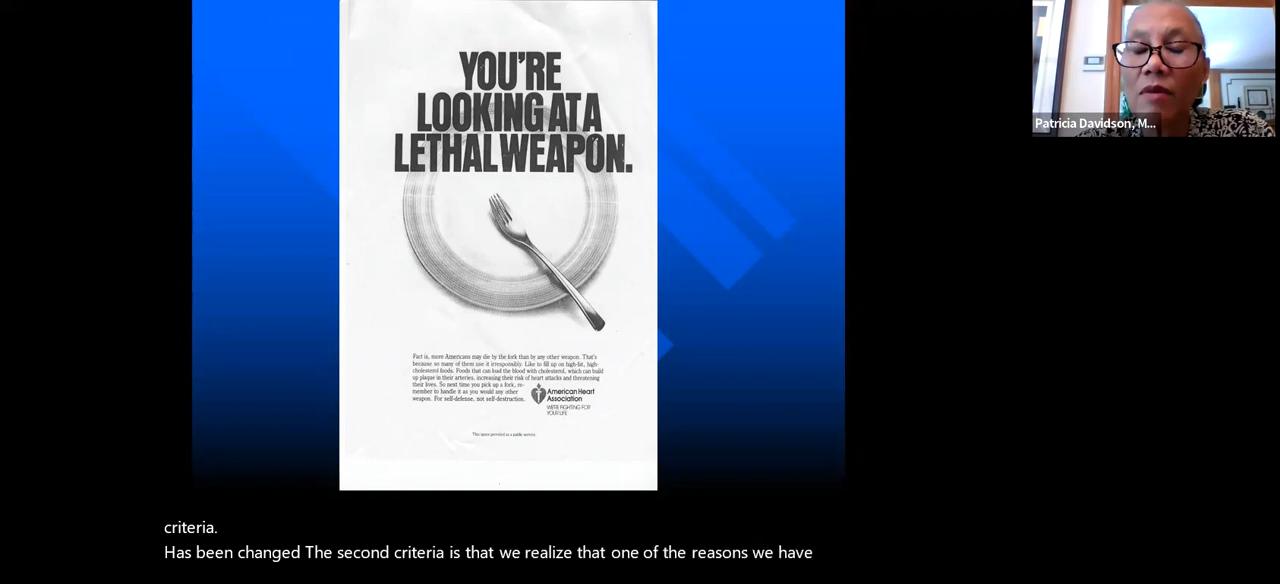 YOU'RE
LOOKING AT A
LETHAL WEAPON.
Fact is, more Americans may die by the fork than by any other weapon. That's
because so many of them use it irresponsibly. Like to fill up on high-fat, high-
cholesterol foods. Foods that can load the blood with cholesterol, which can build
up plaque in their arteries, increasing their risk of heart attacks and threatening
their lives. So next time you pick up a fork, re-
member to handle it as you would any other
weapon. For self-defense, not self-destruction.
American Heart
Association
WE'RE FIGHTING FOR
YOUR LIFE
This space provided as a public service.
Patricia Davidson, M...
criteria.
Has been changed The second criteria is that we realize that one of the reasons we have